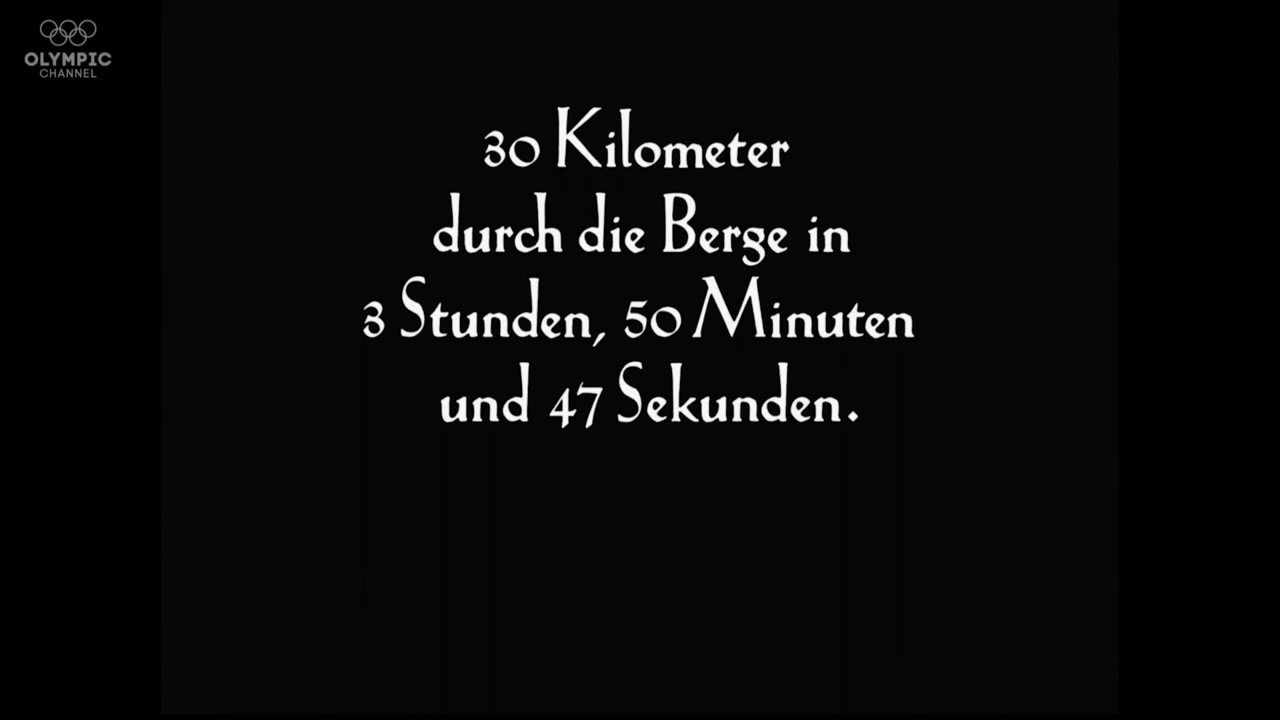 OLYMPIC
CHANNEL
30 Kilometer
durch die Berge in
3 Stunden, 50 Minuten
und 47 Sekunden.